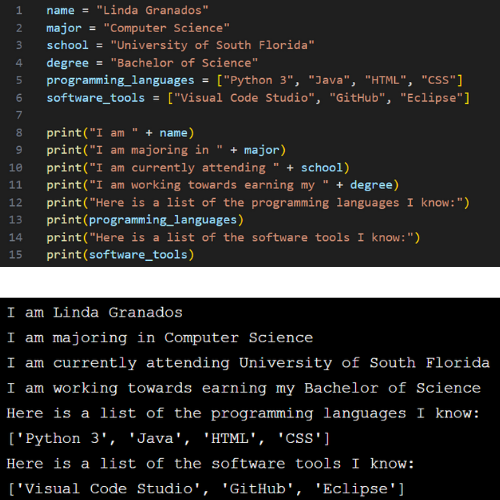 1 name = "Linda Granados"
2 major = "Computer Science"
3 school = "University of South Florida"
4 degree = "Bachelor of Science"
5 programming_languages = ["Python 3", "Java", "HTML", "CSS"]
6 software_tools = ["Visual Code Studio", "GitHub", "Eclipse"]
7
8 print("I am " + name)
9 print("I am majoring in " + major)
10 print("I am currently attending " + school)
11 print("I am working towards earning my " + degree)
12 print("Here is a list of the programming languages I know:")
13 print(programming_languages)
14 print("Here is a list of the software tools I know:")
15 print(software_tools)
I am Linda Granados
I am majoring in Computer Science
I am currently attending University of South Florida
I am working towards earning my Bachelor of Science
Here is a list of the programming languages I know:
['Python 3', 'Java', 'HTML', 'CSS']
Here is a list of the software tools I know:
['Visual Code Studio', 'GitHub', 'Eclipse']